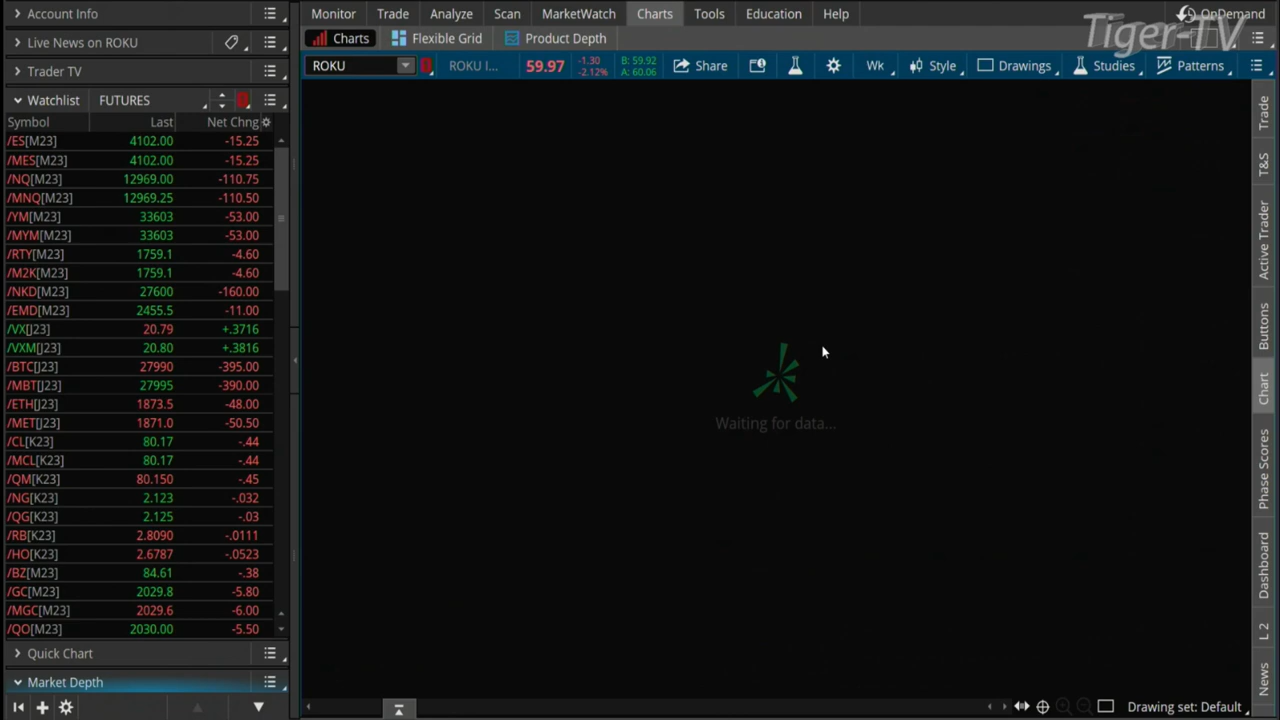 Account Info
Live News on ROKU
Trader TV
Watchlist FUTURES
Symbol Last Net Chng
/ES[M23] 4102.00 -15.25
/MES[M23] 4102.00 -15.25
/NQ[M23] 12969.00 -110.75
/MNQ[M23] 12969.25 -110.50
/YM[M23] 33603 -53.00
/MYM[M23] 33603 -53.00
/RTY[M23] 1759.1 -4.60
/M2K[M23] 1759.1 -4.60
/NKD[M23] 27600 -160.00
/EMD[M23] 2455.5 -11.00
/VX[J23] 20.79 +.3716
/VXM[J23] 20.80 +.3816
/BTC[J23] 27990 -395.00
/MBT[J23] 27995 -390.00
/ETH[J23] 1873.5 -48.00
/MET[J23] 1871.0 -50.50
/CL[K23] 80.17 -.44
/MCL[K23] 80.17 -.44
/QM[K23] 80.150 -.45
/NG[K23] 2.123 -.032
/QG[K23] 2.125 -.03
/RB[K23] 2.8090 -.0111
/HO[K23] 2.6787 -.0523
/BZ[M23] 84.61 -.38
/GC[M23] 2029.8 -5.80
/MGC[M23] 2029.6 -6.00
/QO[M23] 2030.00 -5.50
Quick Chart
Market Depth
Monitor Trade Analyze Scan MarketWatch Charts Tools Education Help
OnDemand
Tiger-TV
Charts Flexible Grid Product Depth
ROKU ROKU I... 59.97 -1.30 B: 59.92
-2.12% A: 60.06
Share Wk Style Drawings Studies Patterns
Waiting for data...
Trade
T&S
Active Trader
Buttons
Chart
Phase Scores
Dashboard
L 2
News
Drawing set: Default